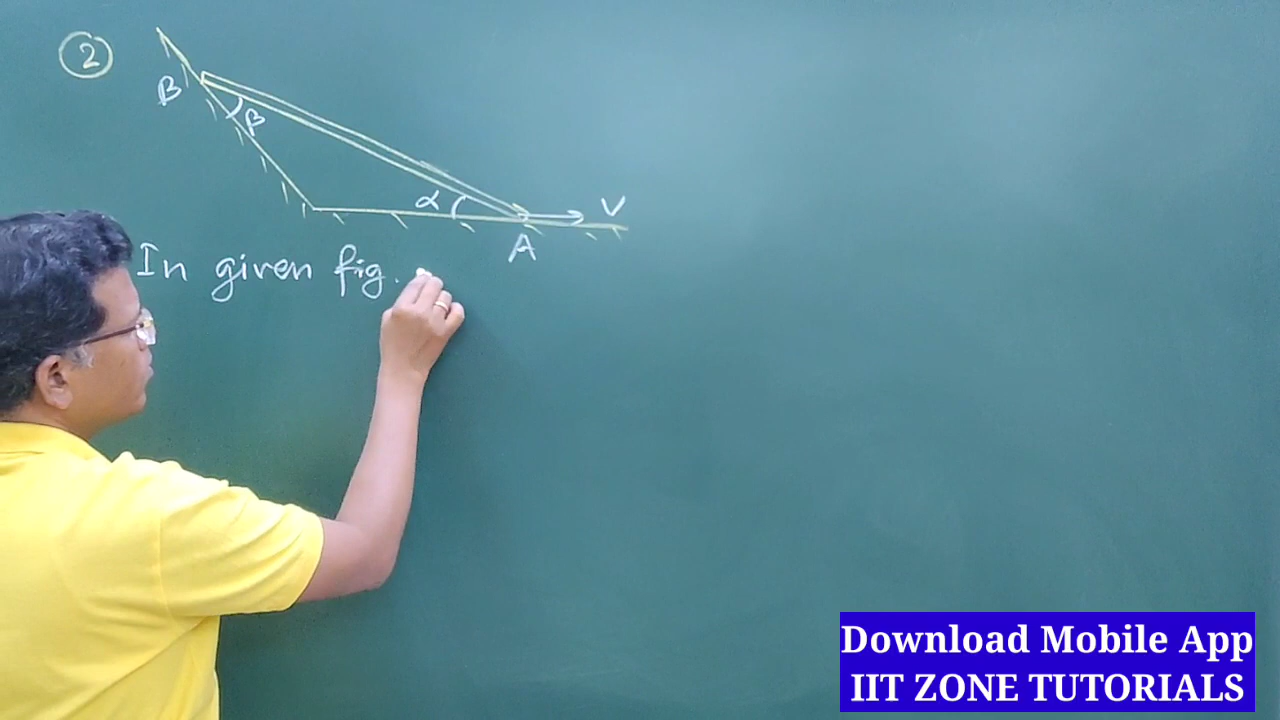 2
B
β
α
V
A
In given fig.
Download Mobile App
IIT ZONE TUTORIALS